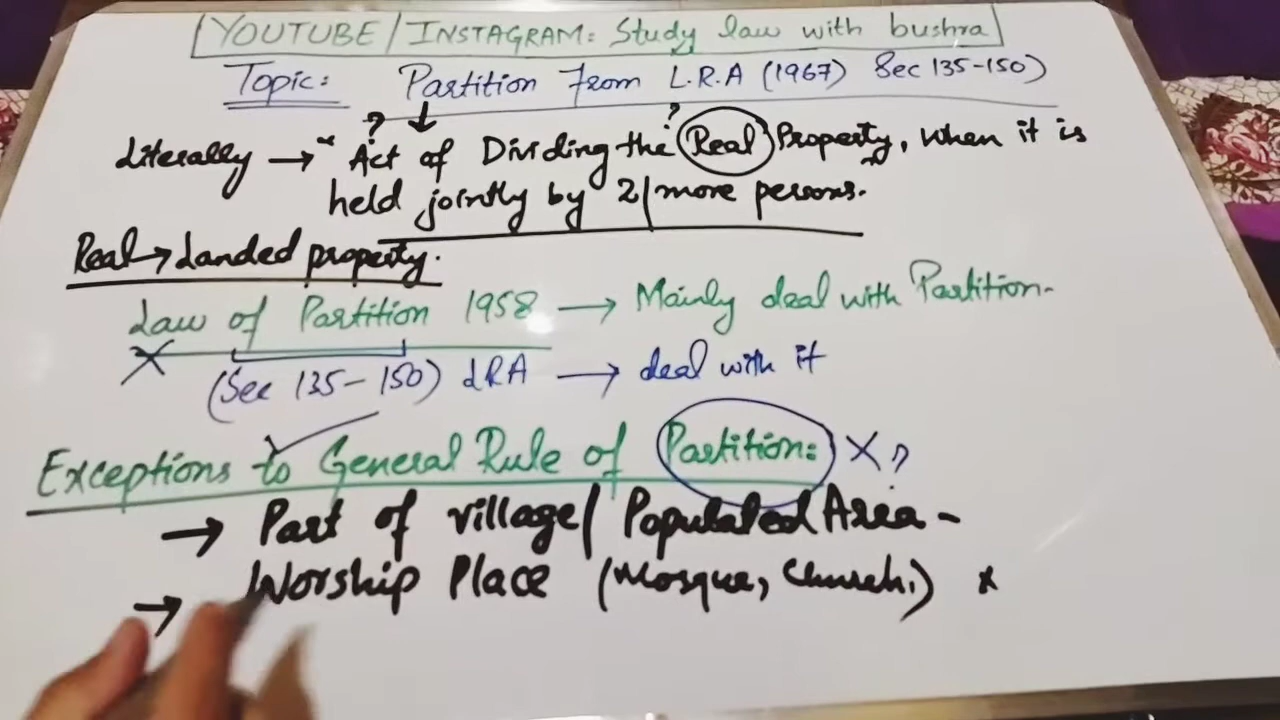 YOUTUBE/INSTAGRAM: Study law with bushra
Topic: Partition From L.R.A (1967) Sec 135-150)
? ?
Literally → Act of Dividing the Real Property, when it is
held jointly by 2/more persons.
Real → Landed property.
Law of Partition 1958 → Mainly deal with Partition-
X (Sec 135-150) LRA → deal with it
Exceptions to General Rule of Partition: X ?
→ Part of village/Populated Area -
→ Worship Place (Mosque, Church,) x